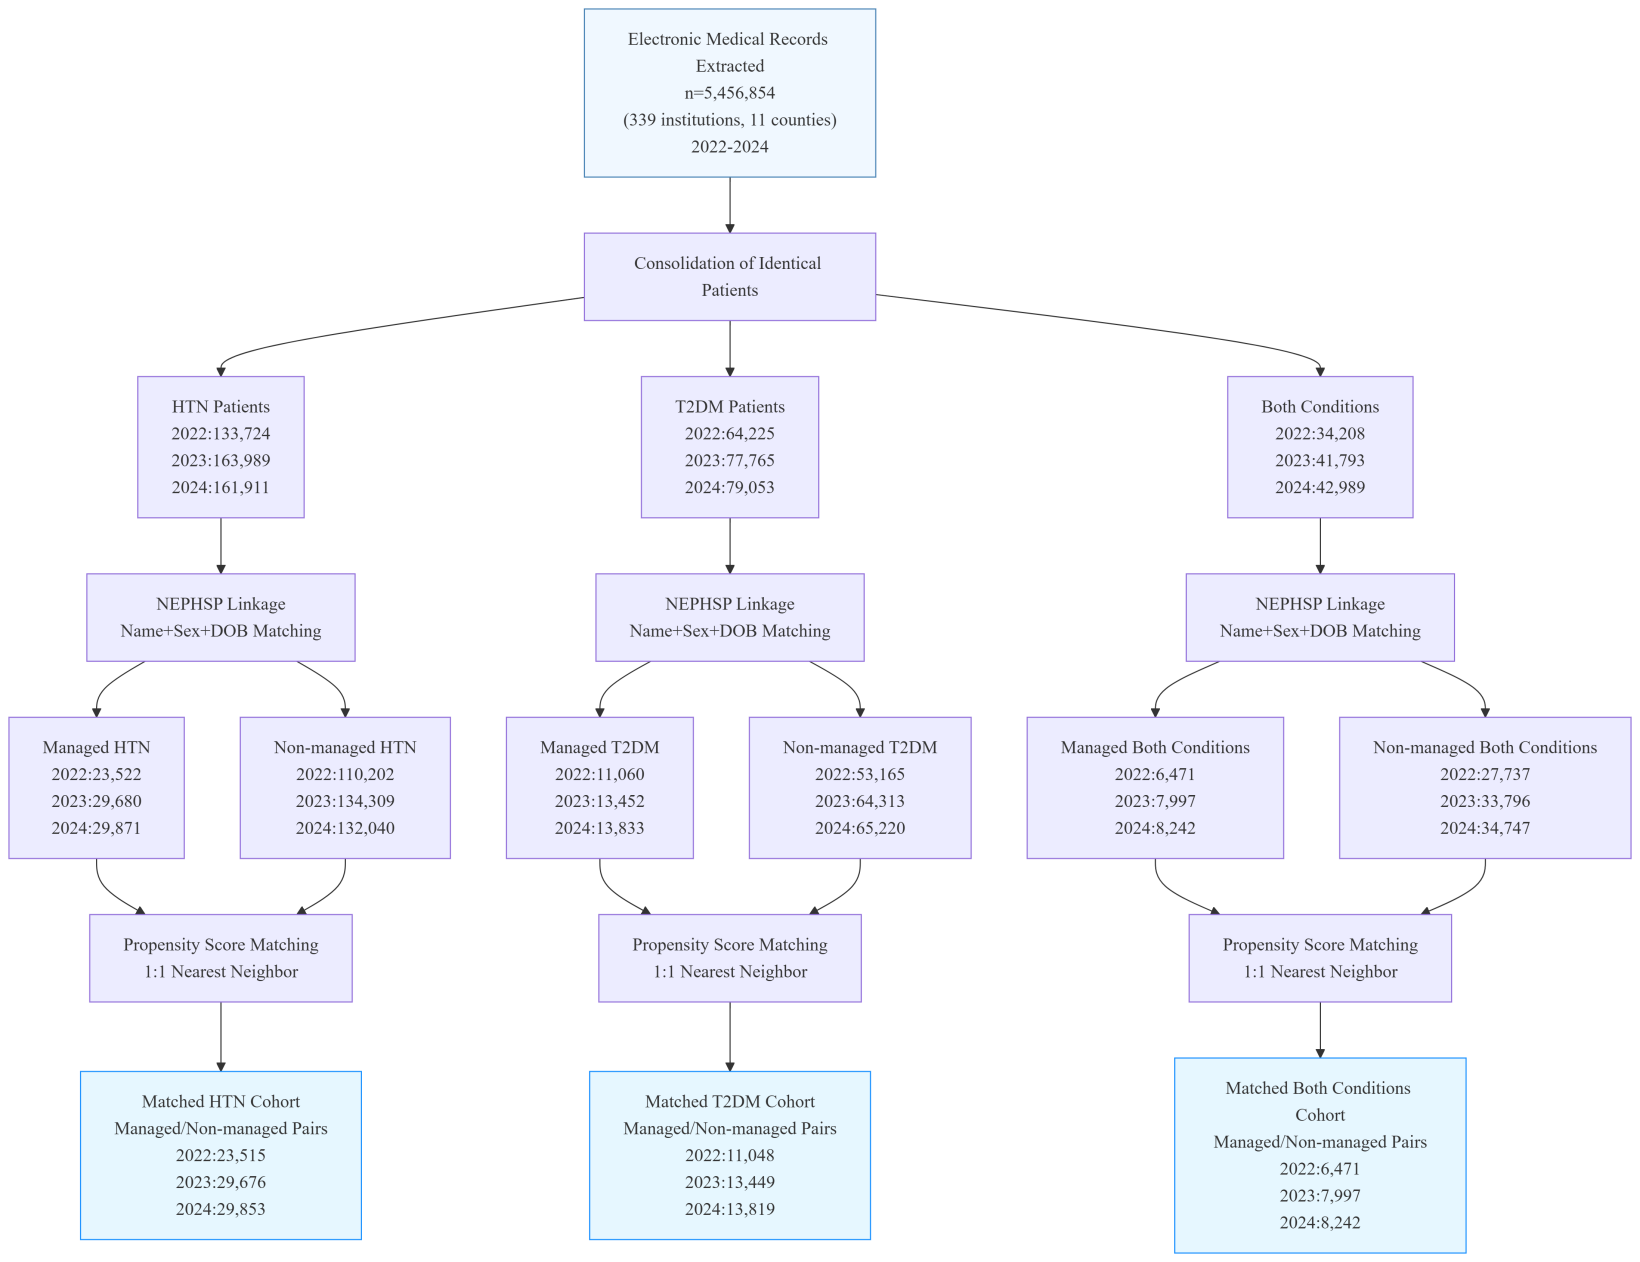 Electronic Medical Records
Extracted
n=5,456,854
(339 institutions, 11 counties)
2022-2024
Consolidation of Identical
Patients
HTN Patients
2022:133,724
2023:163,989
2024:161,911
T2DM Patients
2022:64,225
2023:77,765
2024:79,053
Both Conditions
2022:34,208
2023:41,793
2024:42,989
NEPHSP Linkage
Name+Sex+DOB Matching
NEPHSP Linkage
Name+Sex+DOB Matching
NEPHSP Linkage
Name+Sex+DOB Matching
Managed HTN
2022:23,522
2023:29,680
2024:29,871
Non-managed HTN
2022:110,202
2023:134,309
2024:132,040
Managed T2DM
2022:11,060
2023:13,452
2024:13,833
Non-managed T2DM
2022:53,165
2023:64,313
2024:65,220
Managed Both Conditions
2022:6,471
2023:7,997
2024:8,242
Non-managed Both Conditions
2022:27,737
2023:33,796
2024:34,747
Propensity Score Matching
1:1 Nearest Neighbor
Propensity Score Matching
1:1 Nearest Neighbor
Propensity Score Matching
1:1 Nearest Neighbor
Matched HTN Cohort
Managed/Non-managed Pairs
2022:23,515
2023:29,676
2024:29,853
Matched T2DM Cohort
Managed/Non-managed Pairs
2022:11,048
2023:13,449
2024:13,819
Matched Both Conditions
Cohort
Managed/Non-managed Pairs
2022:6,471
2023:7,997
2024:8,242